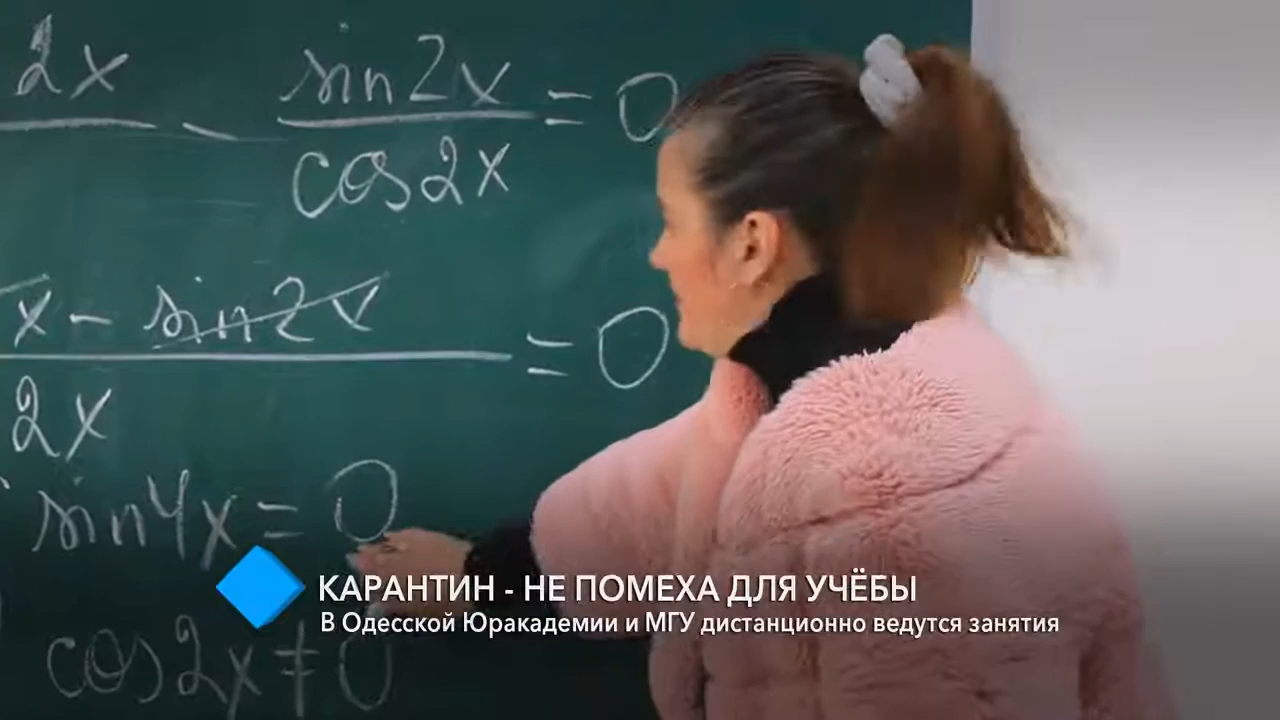 2x   sin2x
— - ——— = 0
cos2x
x - sin2x
——— = 0
2x
sin4x = 0
КАРАНТИН - НЕ ПОМЕХА ДЛЯ УЧЁБЫ
В Одесской Юракадемии и МГУ дистанционно ведутся занятия
cos2x ≠ 0